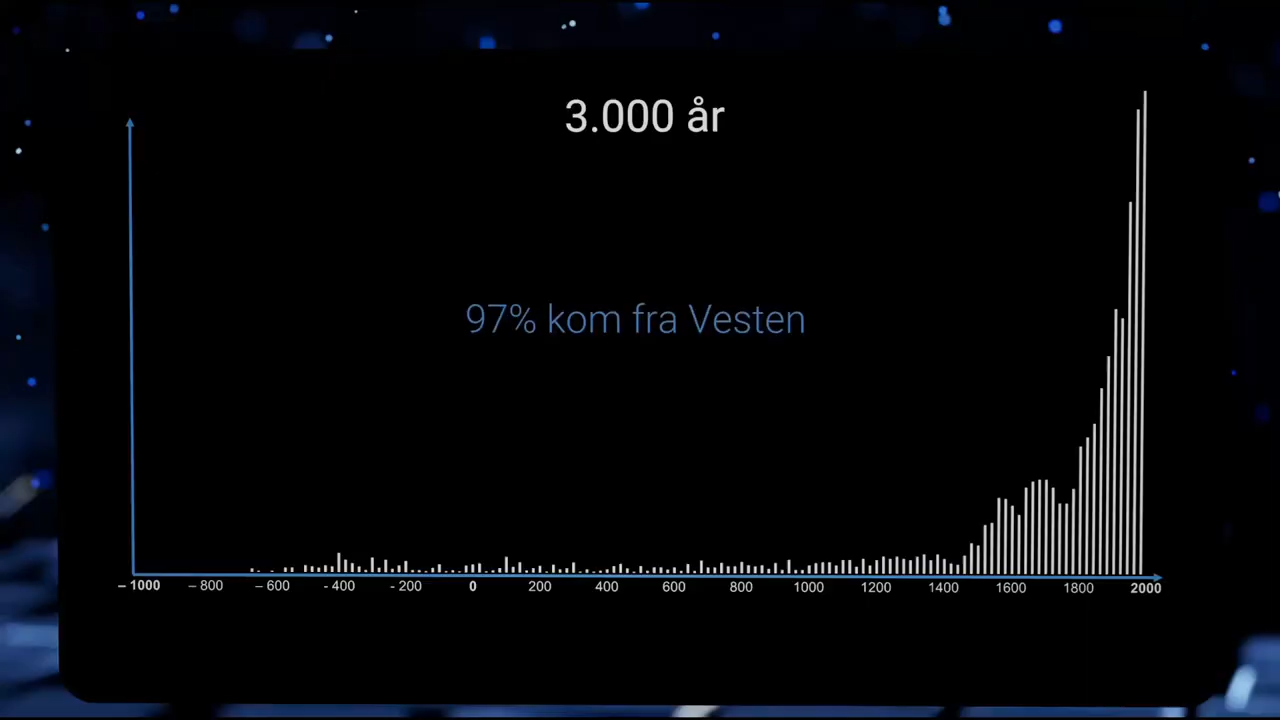 3.000 år
97% kom fra Vesten
– 1000 – 800 – 600 - 400 - 200 0 200 400 600 800 1000 1200 1400 1600 1800 2000